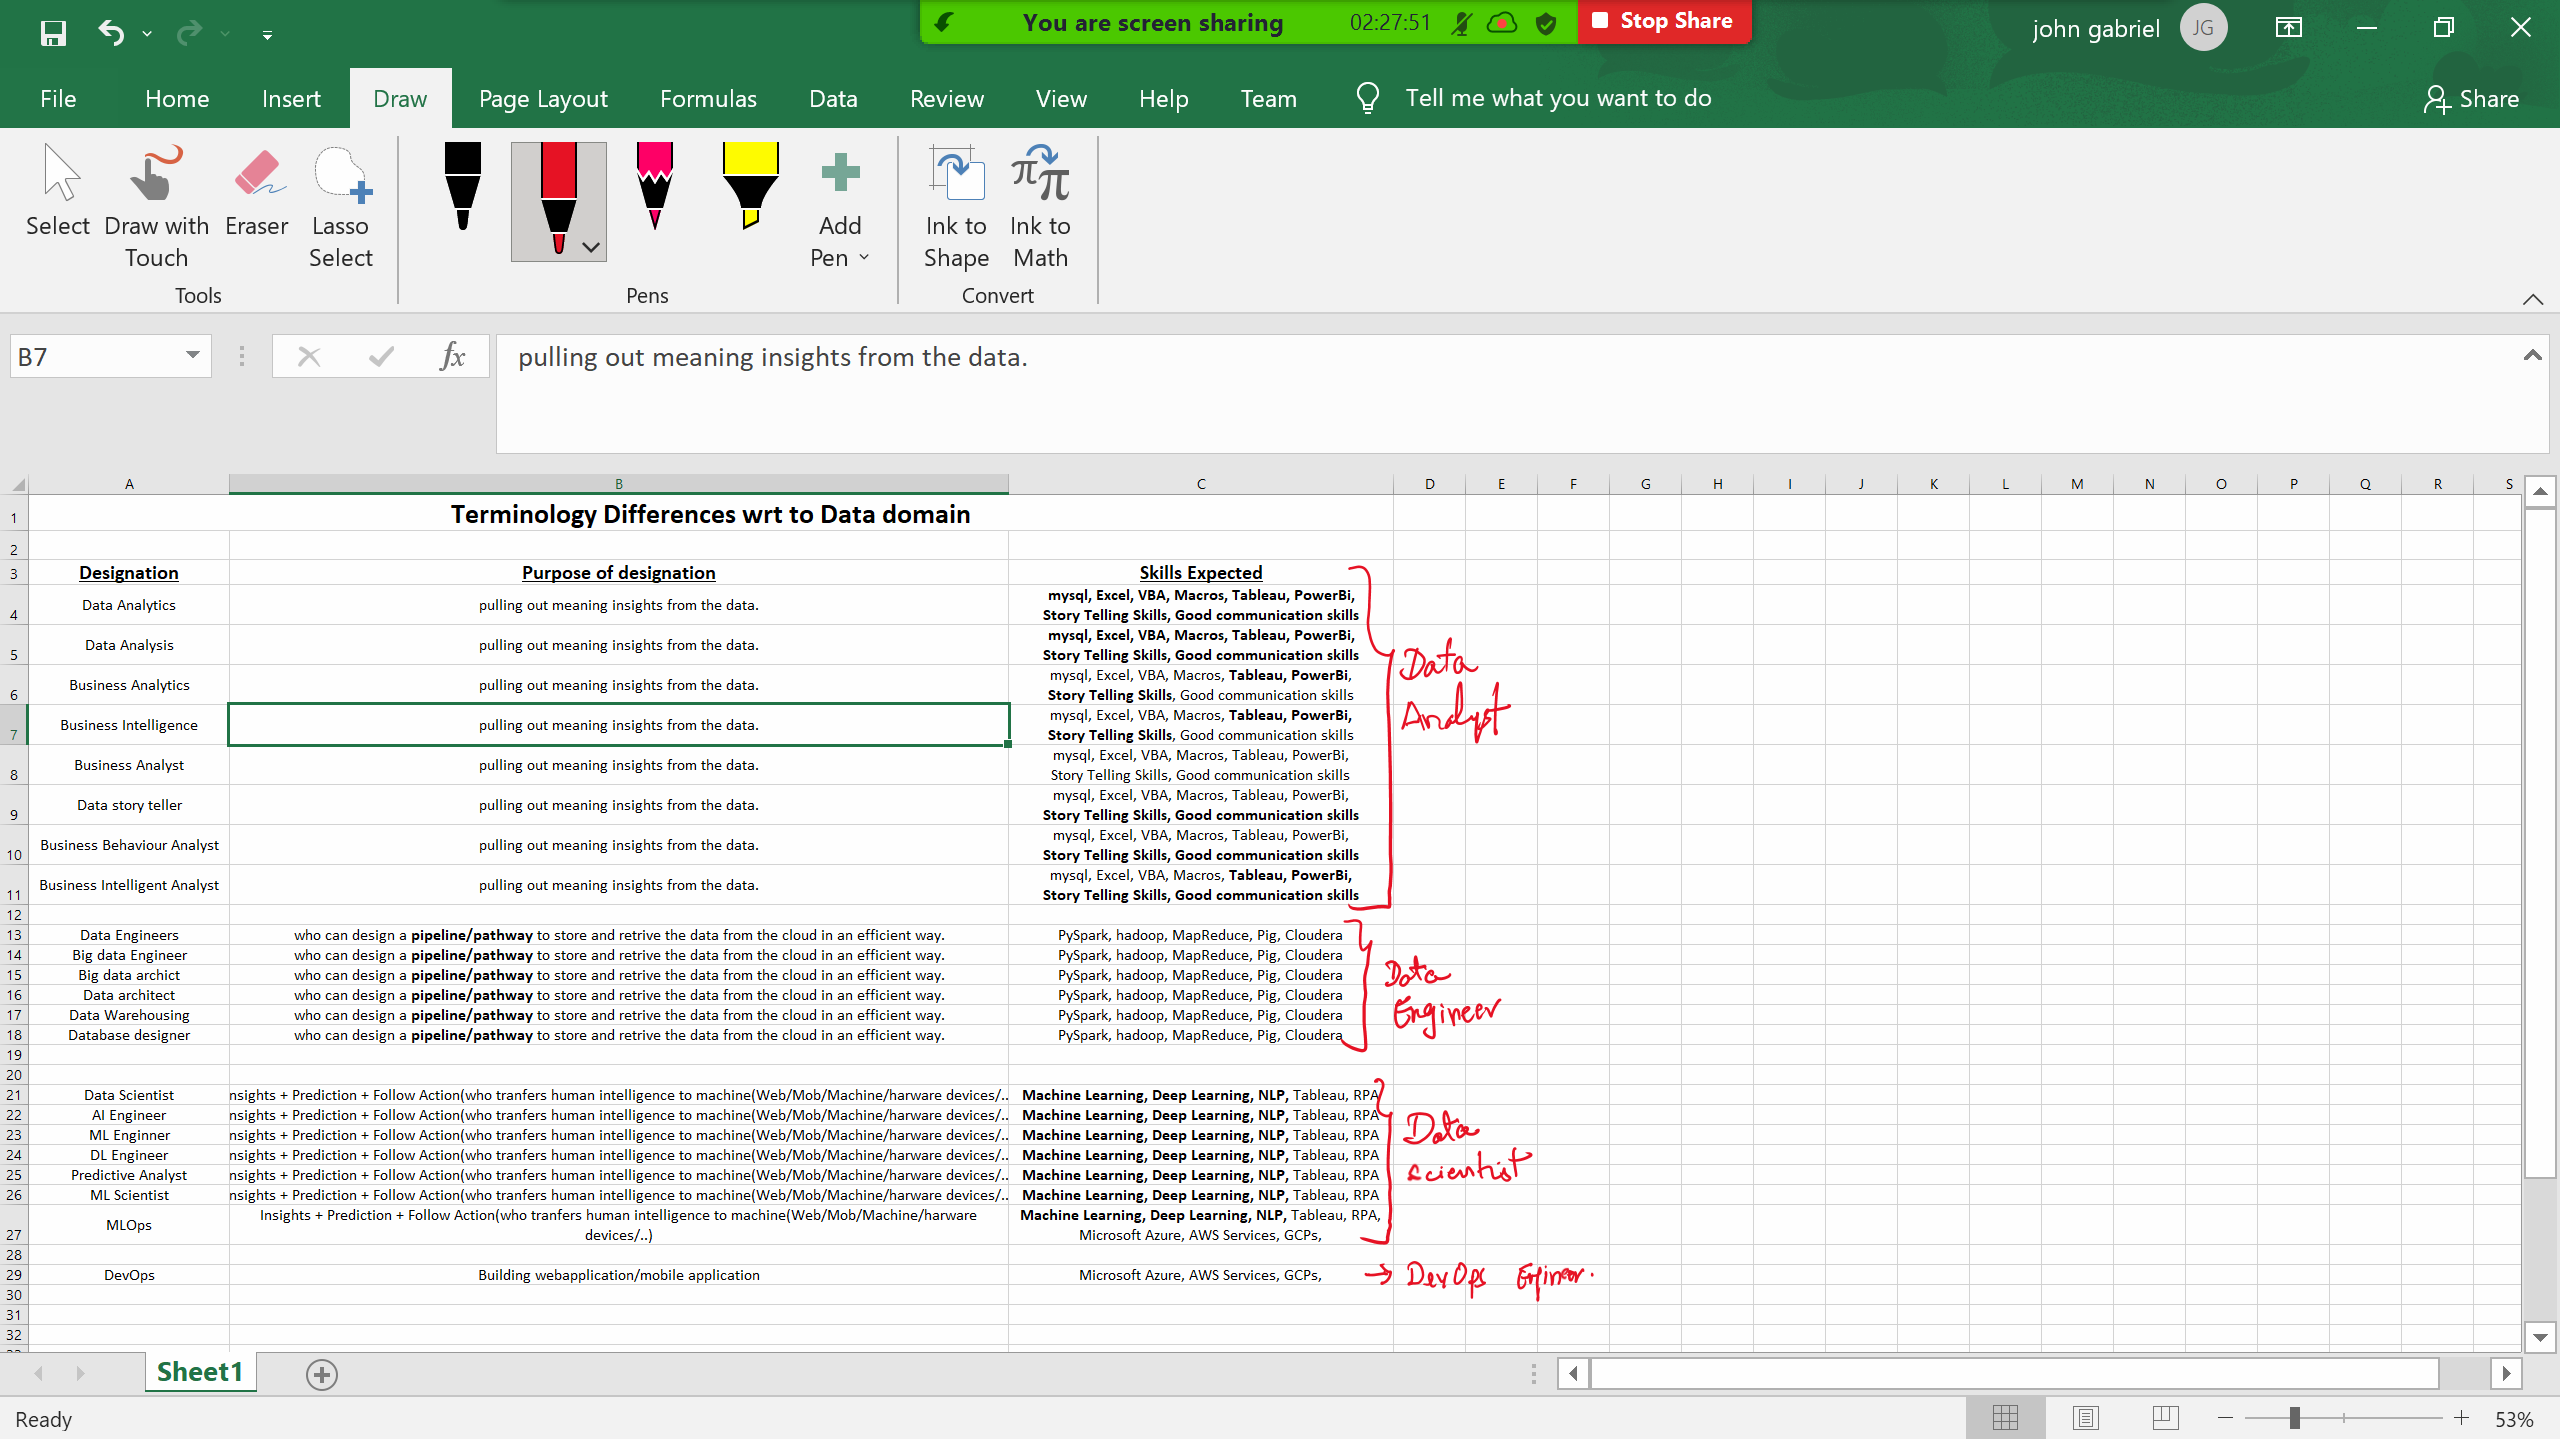 You are screen sharing 02:27:51 Stop Share
john gabriel JG
File Home Insert Draw Page Layout Formulas Data Review View Help Team Tell me what you want to do Share
Select Draw with Touch Eraser Lasso Select Add Pen Ink to Shape Ink to Math
Tools Pens Convert
B7 fx pulling out meaning insights from the data.
A B C D E F G H I J K L M N O P Q R S
1 Terminology Differences wrt to Data domain
2
3 Designation Purpose of designation Skills Expected
4 Data Analytics pulling out meaning insights from the data. mysql, Excel, VBA, Macros, Tableau, PowerBi,
Story Telling Skills, Good communication skills
5 Data Analysis pulling out meaning insights from the data. mysql, Excel, VBA, Macros, Tableau, PowerBi,
Story Telling Skills, Good communication skills
6 Business Analytics pulling out meaning insights from the data. mysql, Excel, VBA, Macros, Tableau, PowerBi,
Story Telling Skills, Good communication skills
7 Business Intelligence pulling out meaning insights from the data. mysql, Excel, VBA, Macros, Tableau, PowerBi,
Story Telling Skills, Good communication skills
8 Business Analyst pulling out meaning insights from the data. mysql, Excel, VBA, Macros, Tableau, PowerBi,
Story Telling Skills, Good communication skills
9 Data story teller pulling out meaning insights from the data. mysql, Excel, VBA, Macros, Tableau, PowerBi,
Story Telling Skills, Good communication skills
10 Business Behaviour Analyst pulling out meaning insights from the data. mysql, Excel, VBA, Macros, Tableau, PowerBi,
Story Telling Skills, Good communication skills
11 Business Intelligent Analyst pulling out meaning insights from the data. mysql, Excel, VBA, Macros, Tableau, PowerBi,
Story Telling Skills, Good communication skills
Data
Analyst
12
13 Data Engineers who can design a pipeline/pathway to store and retrive the data from the cloud in an efficient way. PySpark, hadoop, MapReduce, Pig, Cloudera
14 Big data Engineer who can design a pipeline/pathway to store and retrive the data from the cloud in an efficient way. PySpark, hadoop, MapReduce, Pig, Cloudera
15 Big data archict who can design a pipeline/pathway to store and retrive the data from the cloud in an efficient way. PySpark, hadoop, MapReduce, Pig, Cloudera
16 Data architect who can design a pipeline/pathway to store and retrive the data from the cloud in an efficient way. PySpark, hadoop, MapReduce, Pig, Cloudera
17 Data Warehousing who can design a pipeline/pathway to store and retrive the data from the cloud in an efficient way. PySpark, hadoop, MapReduce, Pig, Cloudera
18 Database designer who can design a pipeline/pathway to store and retrive the data from the cloud in an efficient way. PySpark, hadoop, MapReduce, Pig, Cloudera
Data
Engineer
19
20
21 Data Scientist nsights + Prediction + Follow Action(who tranfers human intelligence to machine(Web/Mob/Machine/harware devices/.. Machine Learning, Deep Learning, NLP, Tableau, RPA
22 AI Engineer nsights + Prediction + Follow Action(who tranfers human intelligence to machine(Web/Mob/Machine/harware devices/.. Machine Learning, Deep Learning, NLP, Tableau, RPA
23 ML Enginner nsights + Prediction + Follow Action(who tranfers human intelligence to machine(Web/Mob/Machine/harware devices/.. Machine Learning, Deep Learning, NLP, Tableau, RPA
24 DL Engineer nsights + Prediction + Follow Action(who tranfers human intelligence to machine(Web/Mob/Machine/harware devices/.. Machine Learning, Deep Learning, NLP, Tableau, RPA
25 Predictive Analyst nsights + Prediction + Follow Action(who tranfers human intelligence to machine(Web/Mob/Machine/harware devices/.. Machine Learning, Deep Learning, NLP, Tableau, RPA
26 ML Scientist nsights + Prediction + Follow Action(who tranfers human intelligence to machine(Web/Mob/Machine/harware devices/.. Machine Learning, Deep Learning, NLP, Tableau, RPA
27 MLOps Insights + Prediction + Follow Action(who tranfers human intelligence to machine(Web/Mob/Machine/harware Machine Learning, Deep Learning, NLP, Tableau, RPA,
devices/..) Microsoft Azure, AWS Services, GCPs,
Data
scientist
28
29 DevOps Building webapplication/mobile application Microsoft Azure, AWS Services, GCPs, → DevOps
30
31
32
Sheet1
Ready 53%